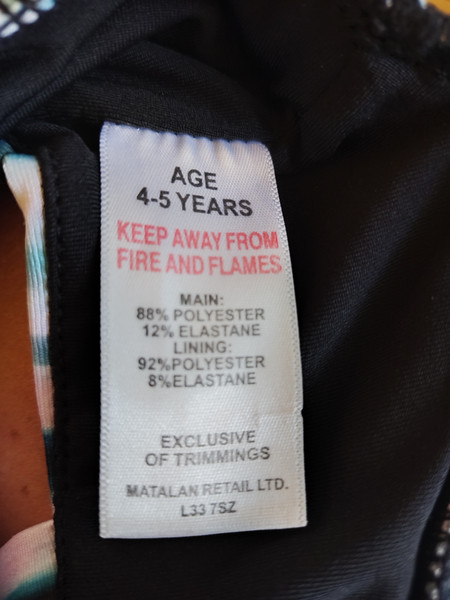 AGE
4-5 YEARS
KEEP AWAY FROM
FIRE AND FLAMES
MAIN:
88% POLYESTER
12% ELASTANE
LINING:
92%POLYESTER
8%ELASTANE
EXCLUSIVE
OF TRIMMINGS
MATALAN RETAIL LTD.
L33 7SZ